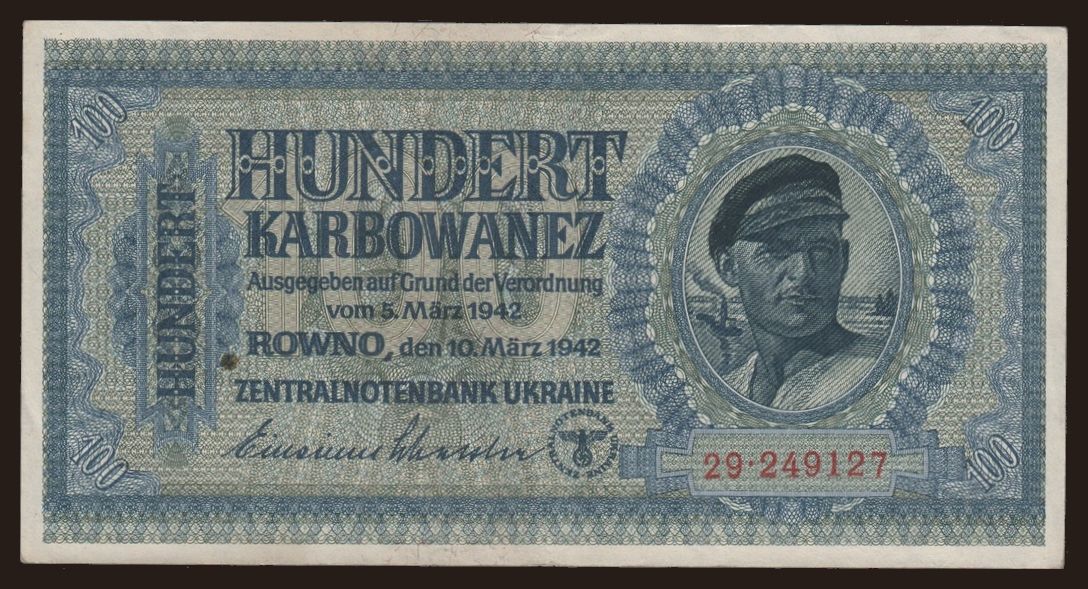 100
100
HUNDERT
HUNDERT
KARBOWANEZ
Ausgegeben auf Grund der Verordnung
vom 5. März 1942
ROWNO, den 10. März 1942
ZENTRALNOTENBANK UKRAINE
29·249127
100
100